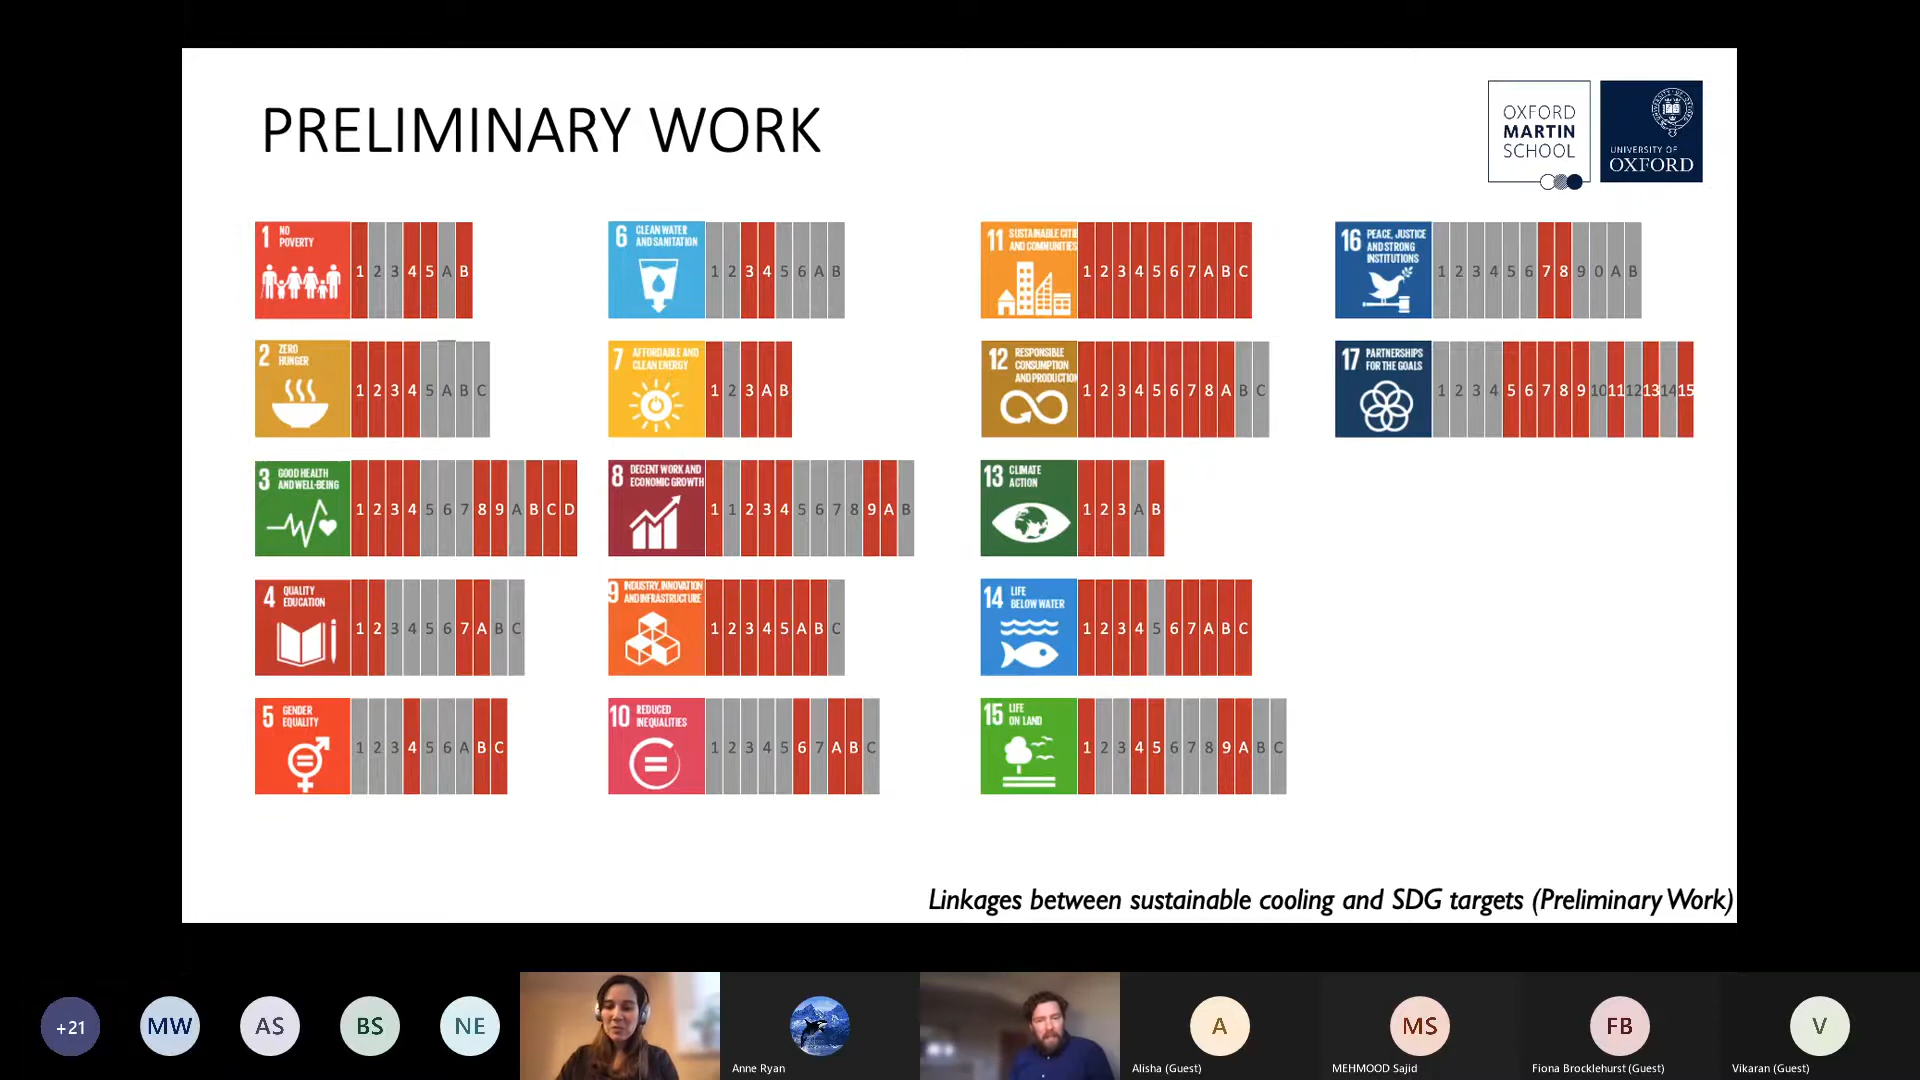 PRELIMINARY WORK
OXFORD
MARTIN
SCHOOL
UNIVERSITY OF
OXFORD
1 NO
POVERTY
1 2 3 4 5 A B
2 ZERO
HUNGER
1 2 3 4 5 A B C
3 GOOD HEALTH
AND WELL-BEING
1 2 3 4 5 6 7 8 9 A B C D
4 QUALITY
EDUCATION
1 2 3 4 5 6 7 A B C
5 GENDER
EQUALITY
1 2 3 4 5 6 A B C
6 CLEAN WATER
AND SANITATION
1 2 3 4 5 6 A B
7 AFFORDABLE AND
CLEAN ENERGY
1 2 3 A B
8 DECENT WORK AND
ECONOMIC GROWTH
1 1 2 3 4 5 6 7 8 9 A B
9 INDUSTRY, INNOVATION
AND INFRASTRUCTURE
1 2 3 4 5 A B C
10 REDUCED
INEQUALITIES
1 2 3 4 5 6 7 A B C
11 SUSTAINABLE CITIE
AND COMMUNITIES
1 2 3 4 5 6 7 A B C
12 RESPONSIBLE
CONSUMPTION
AND PRODUCTION
1 2 3 4 5 6 7 8 A B C
13 CLIMATE
ACTION
1 2 3 A B
14 LIFE
BELOW WATER
1 2 3 4 5 6 7 A B C
15 LIFE
ON LAND
1 2 3 4 5 6 7 8 9 A B C
16 PEACE, JUSTICE
AND STRONG
INSTITUTIONS
1 2 3 4 5 6 7 8 9 0 A B
17 PARTNERSHIPS
FOR THE GOALS
1 2 3 4 5 6 7 8 9 10 11 12 13 14 15
Linkages between sustainable cooling and SDG targets (Preliminary Work)
+21
MW
AS
BS
NE
Anne Ryan
A
Alisha (Guest)
MS
MEHMOOD Sajid
FB
Fiona Brocklehurst (Guest)
V
Vikaran (Guest)